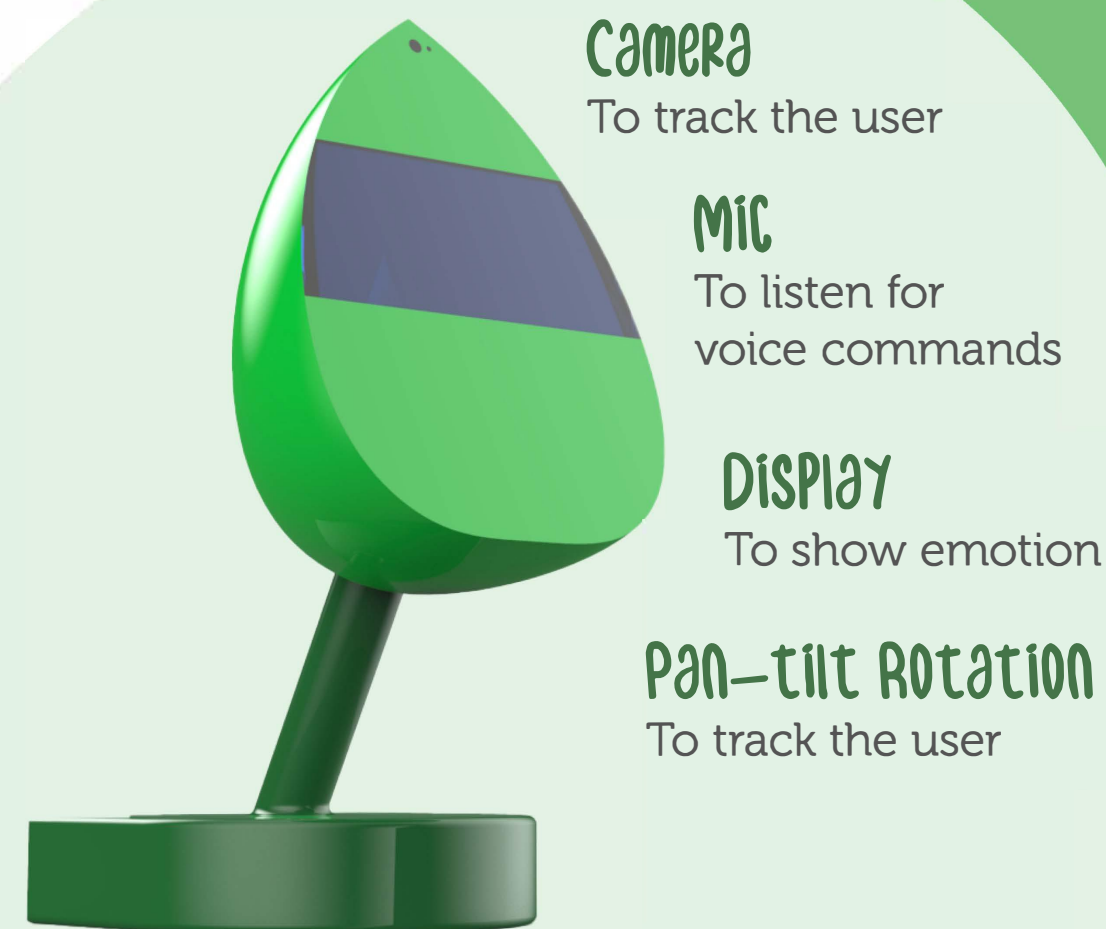 Camera
To track the user
Mic
To listen for
voice commands
Display
To show emotion
Pan-tilt Rotation
To track the user